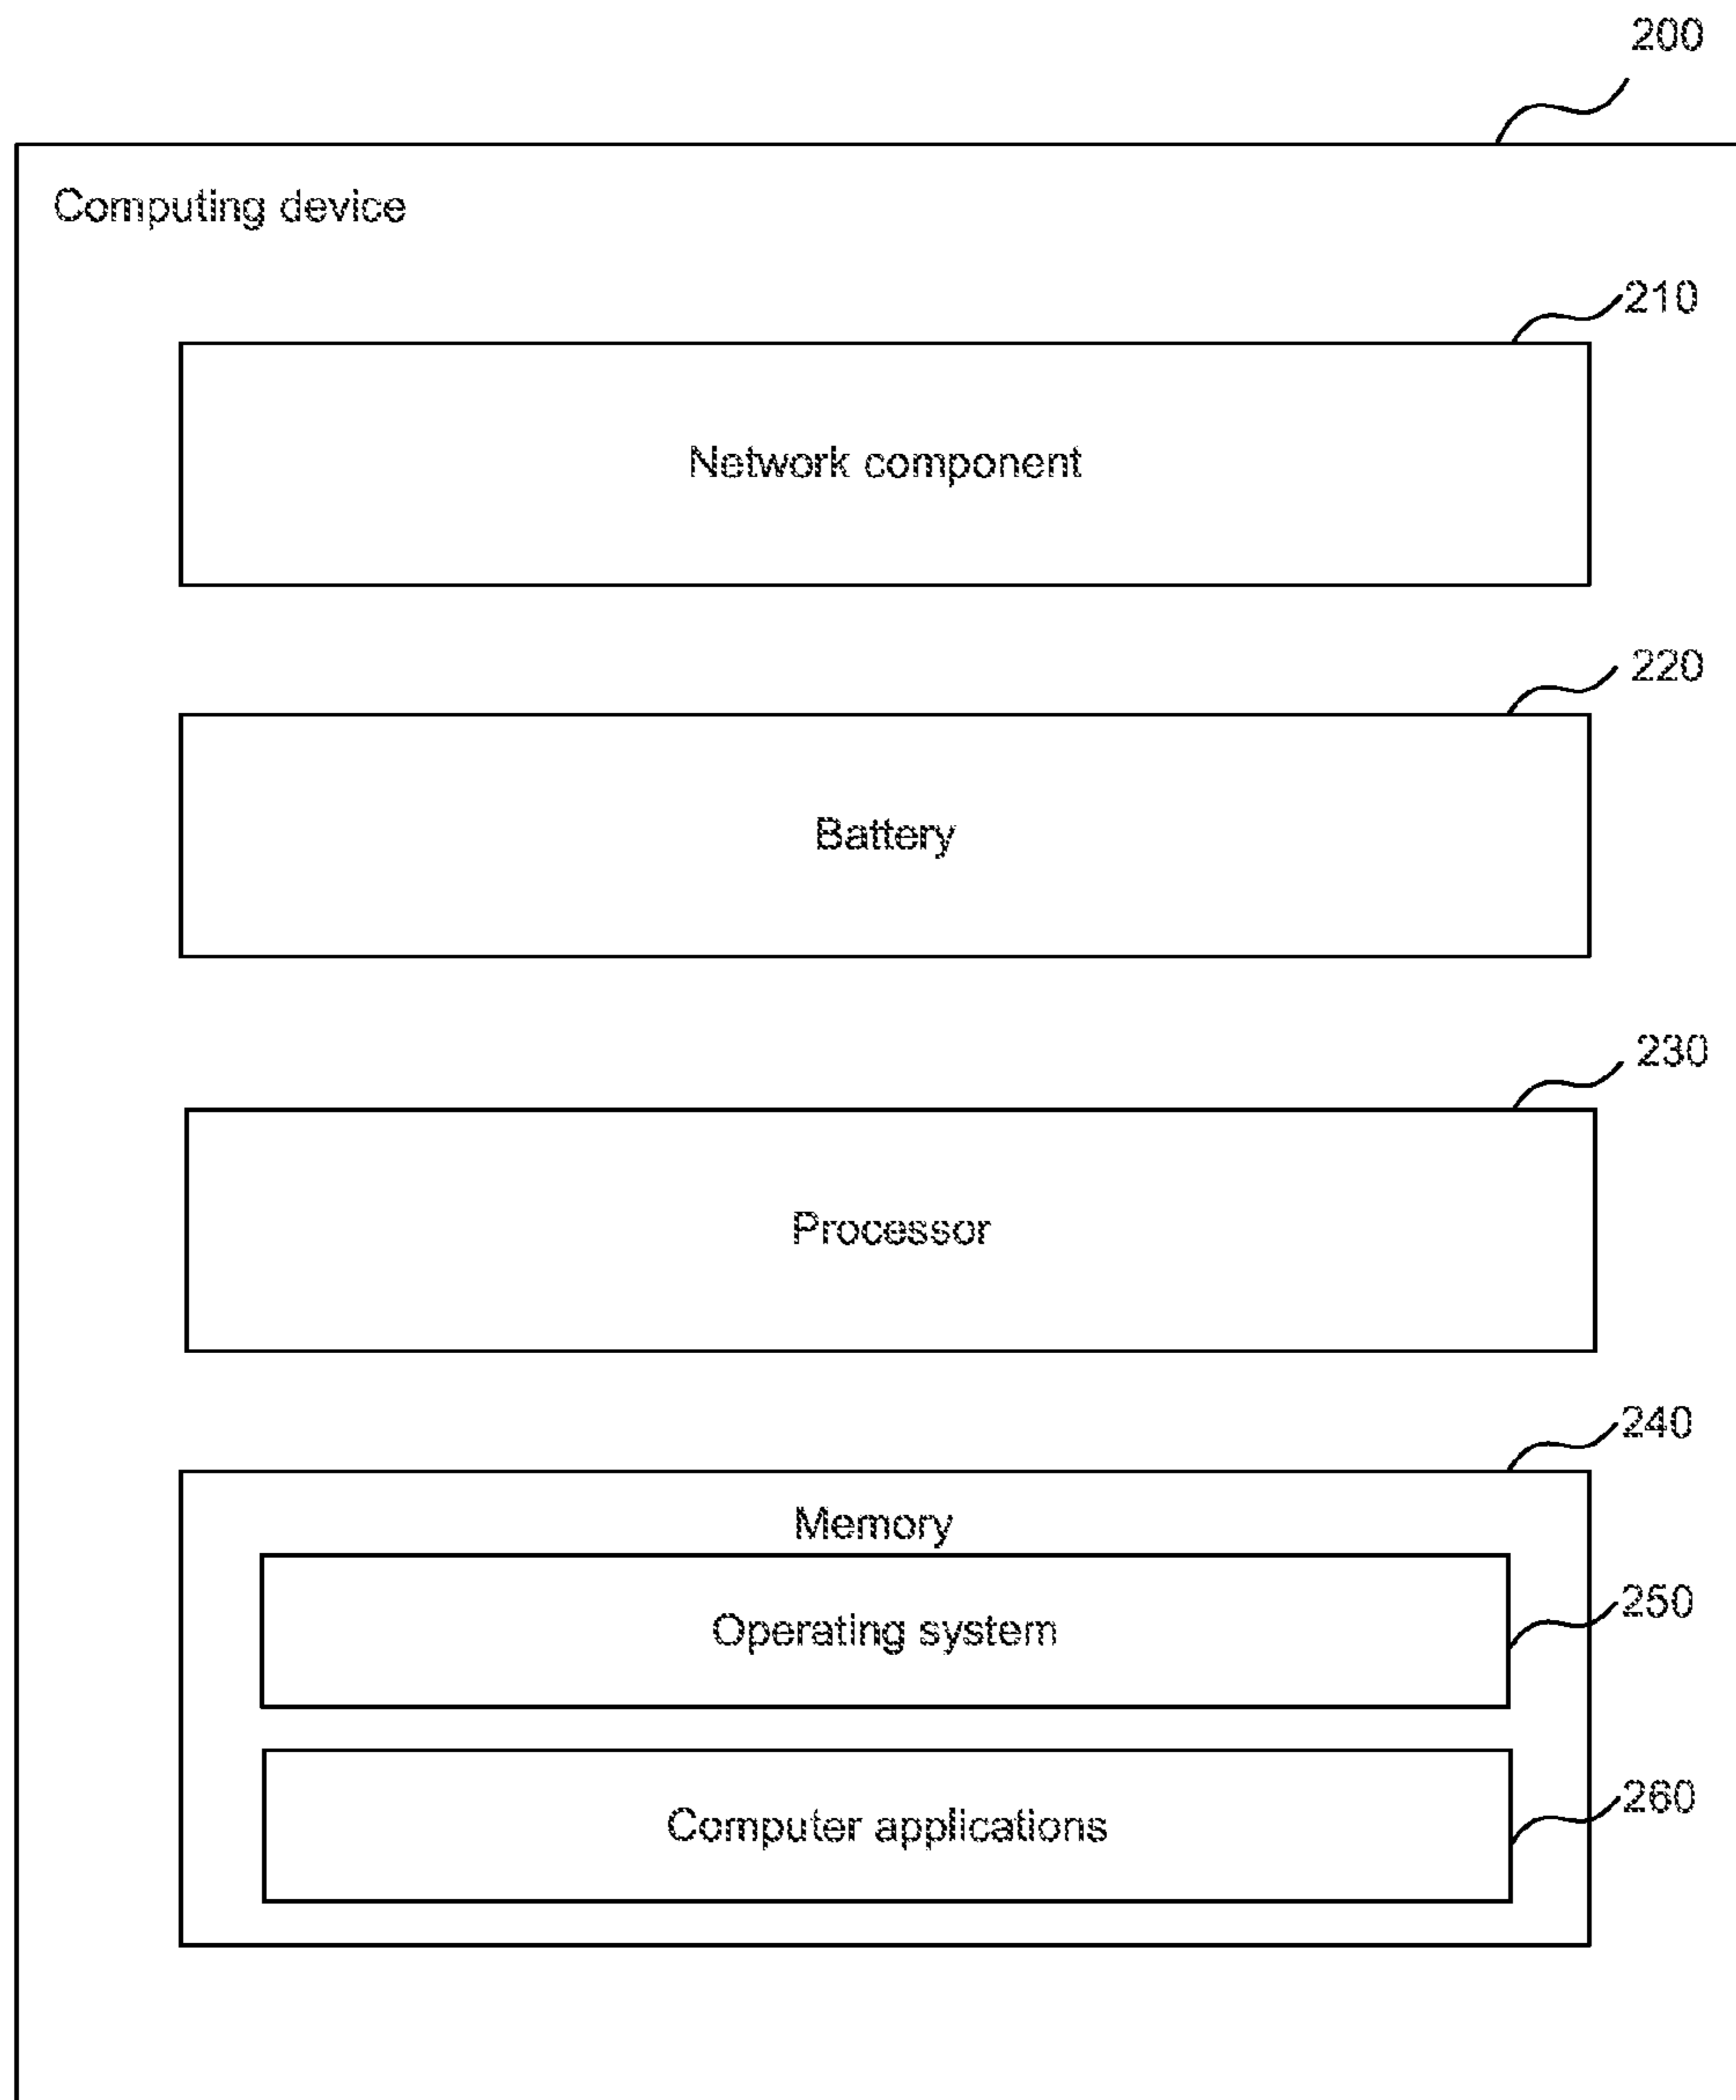 200
Computing device
210
Network component
220
Battery
230
Processor
240
Memory
250
Operating system
260
Computer applications